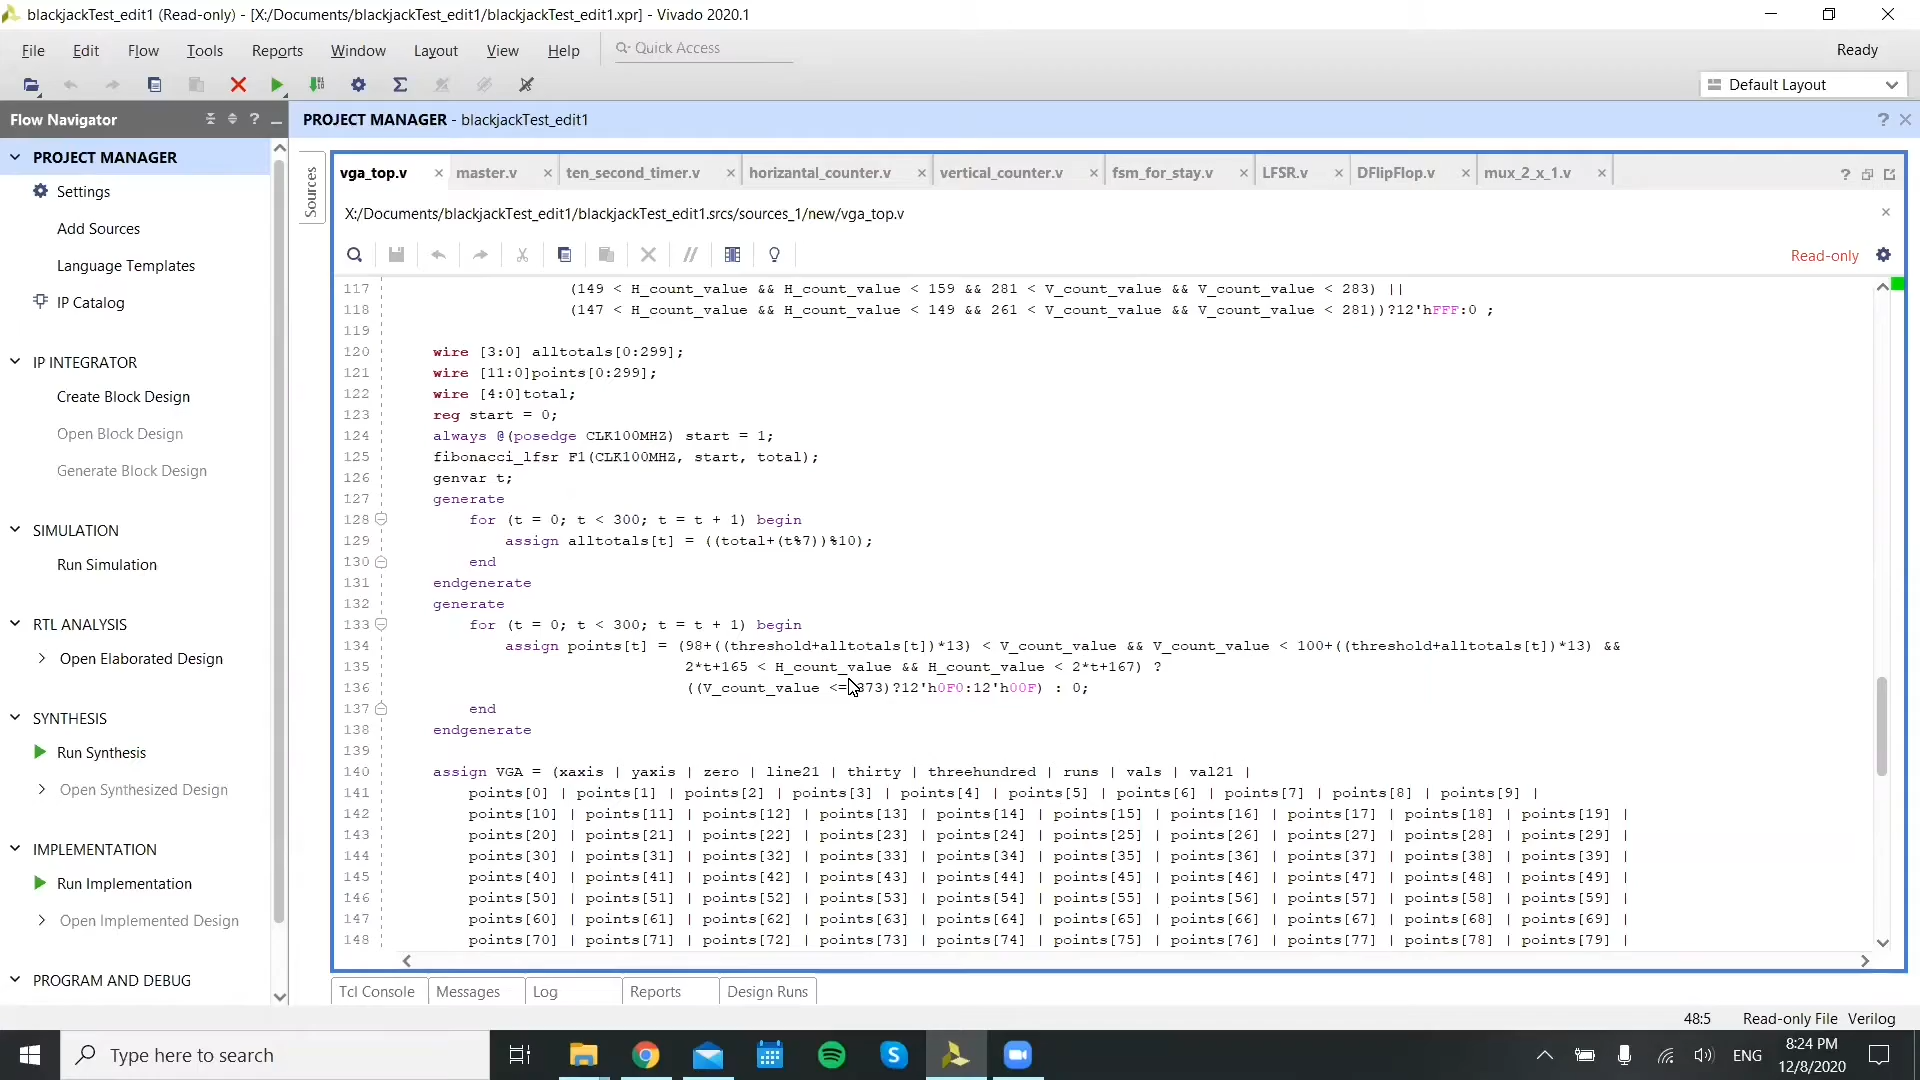 blackjackTest_edit1 (Read-only) - [X:/Documents/blackjackTest_edit1/blackjackTest_edit1.xpr] - Vivado 2020.1
File Edit Flow Tools Reports Window Layout View Help Quick Access Ready
Default Layout
Flow Navigator
PROJECT MANAGER - blackjackTest_edit1
PROJECT MANAGER
Settings
Add Sources
Language Templates
IP Catalog
IP INTEGRATOR
Create Block Design
Open Block Design
Generate Block Design
SIMULATION
Run Simulation
RTL ANALYSIS
Open Elaborated Design
SYNTHESIS
Run Synthesis
Open Synthesized Design
IMPLEMENTATION
Run Implementation
Open Implemented Design
PROGRAM AND DEBUG
Sources
vga_top.v master.v ten_second_timer.v horizantal_counter.v vertical_counter.v fsm_for_stay.v LFSR.v DFlipFlop.v mux_2_x_1.v
X:/Documents/blackjackTest_edit1/blackjackTest_edit1.srcs/sources_1/new/vga_top.v
Read-only
117 (149 < H_count_value && H_count_value < 159 && 281 < V_count_value && V_count_value < 283) ||
118 (147 < H_count_value && H_count_value < 149 && 261 < V_count_value && V_count_value < 281))?12'hFFF:0 ;
119
120 wire [3:0] alltotals[0:299];
121 wire [11:0]points[0:299];
122 wire [4:0]total;
123 reg start = 0;
124 always @(posedge CLK100MHZ) start = 1;
125 fibonacci_lfsr F1(CLK100MHZ, start, total);
126 genvar t;
127 generate
128 for (t = 0; t < 300; t = t + 1) begin
129 assign alltotals[t] = ((total+(t%7))%10);
130 end
131 endgenerate
132 generate
133 for (t = 0; t < 300; t = t + 1) begin
134 assign points[t] = (98+((threshold+alltotals[t])*13) < V_count_value && V_count_value < 100+((threshold+alltotals[t])*13) &&
135 2*t+165 < H_count_value && H_count_value < 2*t+167) ?
136 ((V_count_value <= 373)?12'h0F0:12'h00F) : 0;
137 end
138 endgenerate
139
140 assign VGA = (xaxis | yaxis | zero | line21 | thirty | threehundred | runs | vals | val21 |
141 points[0] | points[1] | points[2] | points[3] | points[4] | points[5] | points[6] | points[7] | points[8] | points[9] |
142 points[10] | points[11] | points[12] | points[13] | points[14] | points[15] | points[16] | points[17] | points[18] | points[19] |
143 points[20] | points[21] | points[22] | points[23] | points[24] | points[25] | points[26] | points[27] | points[28] | points[29] |
144 points[30] | points[31] | points[32] | points[33] | points[34] | points[35] | points[36] | points[37] | points[38] | points[39] |
145 points[40] | points[41] | points[42] | points[43] | points[44] | points[45] | points[46] | points[47] | points[48] | points[49] |
146 points[50] | points[51] | points[52] | points[53] | points[54] | points[55] | points[56] | points[57] | points[58] | points[59] |
147 points[60] | points[61] | points[62] | points[63] | points[64] | points[65] | points[66] | points[67] | points[68] | points[69] |
148 points[70] | points[71] | points[72] | points[73] | points[74] | points[75] | points[76] | points[77] | points[78] | points[79] |
Tcl Console Messages Log Reports Design Runs
48:5 Read-only File Verilog
Type here to search
ENG
8:24 PM
12/8/2020